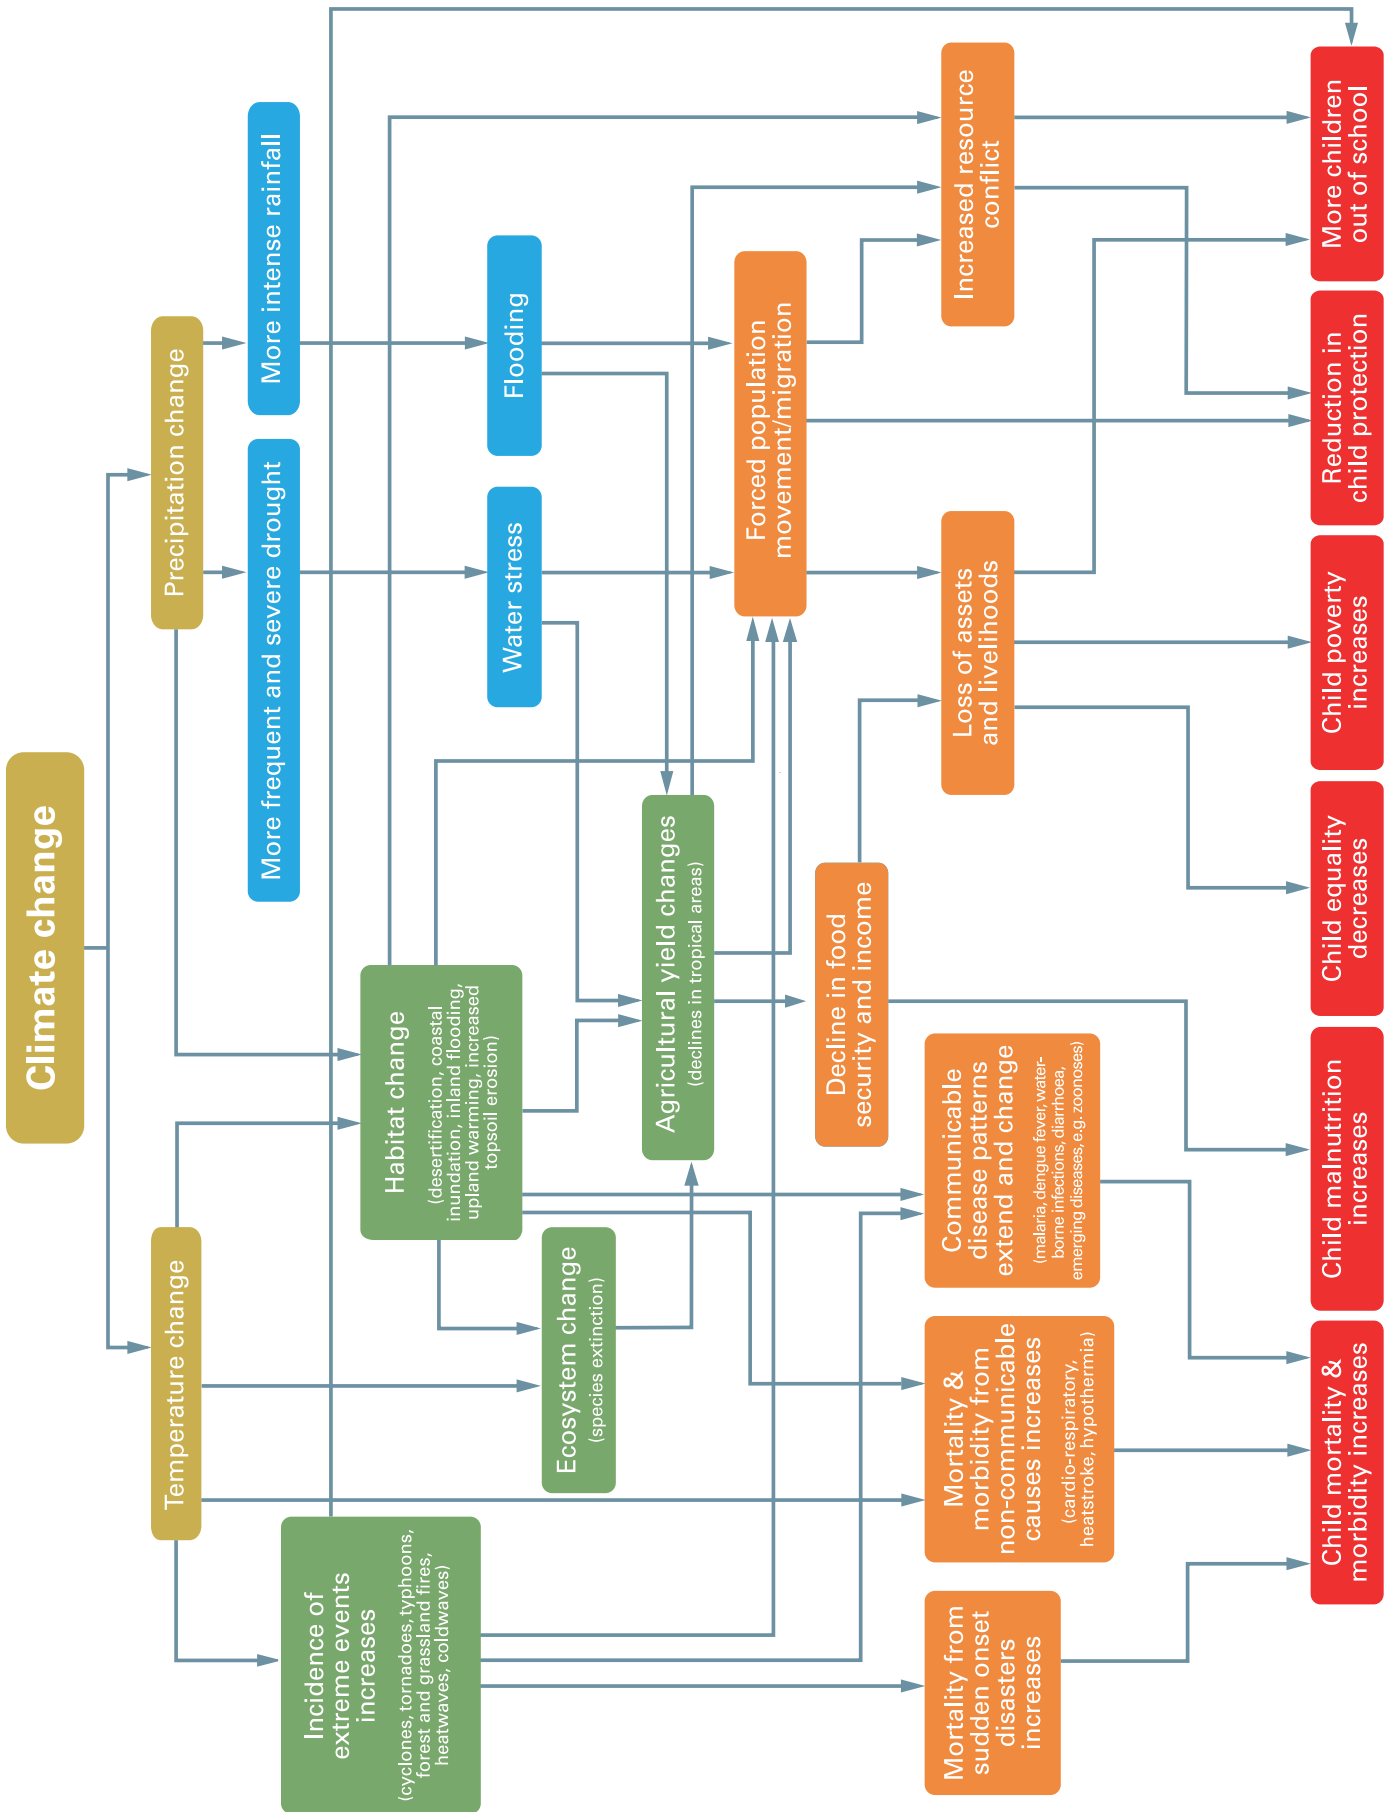 Climate change
Temperature change
Precipitation change
Incidence of
extreme events
increases
(cyclones, tornadoes, typhoons,
forest and grassland fires,
heatwaves, coldwaves)
More frequent and severe drought
More intense rainfall
Habitat change
(desertification, coastal
inundation, inland flooding,
upland warming, increased
topsoil erosion)
Water stress
Flooding
Ecosystem change
(species extinction)
Agricultural yield changes
(declines in tropical areas)
Forced population
movement/migration
Decline in food
security and income
Mortality from
sudden onset
disasters
increases
Mortality &
morbidity from
non-communicable
causes increases
(cardio-respiratory,
heatstroke, hypothermia)
Communicable
disease patterns
extend and change
(malaria, dengue fever, water-
borne infections, diarrhoea,
emerging diseases, e.g. zoonoses)
Loss of assets
and livelihoods
Increased resource
conflict
Child mortality &
morbidity increases
Child malnutrition
increases
Child equality
decreases
Child poverty
increases
Reduction in
child protection
More children
out of school